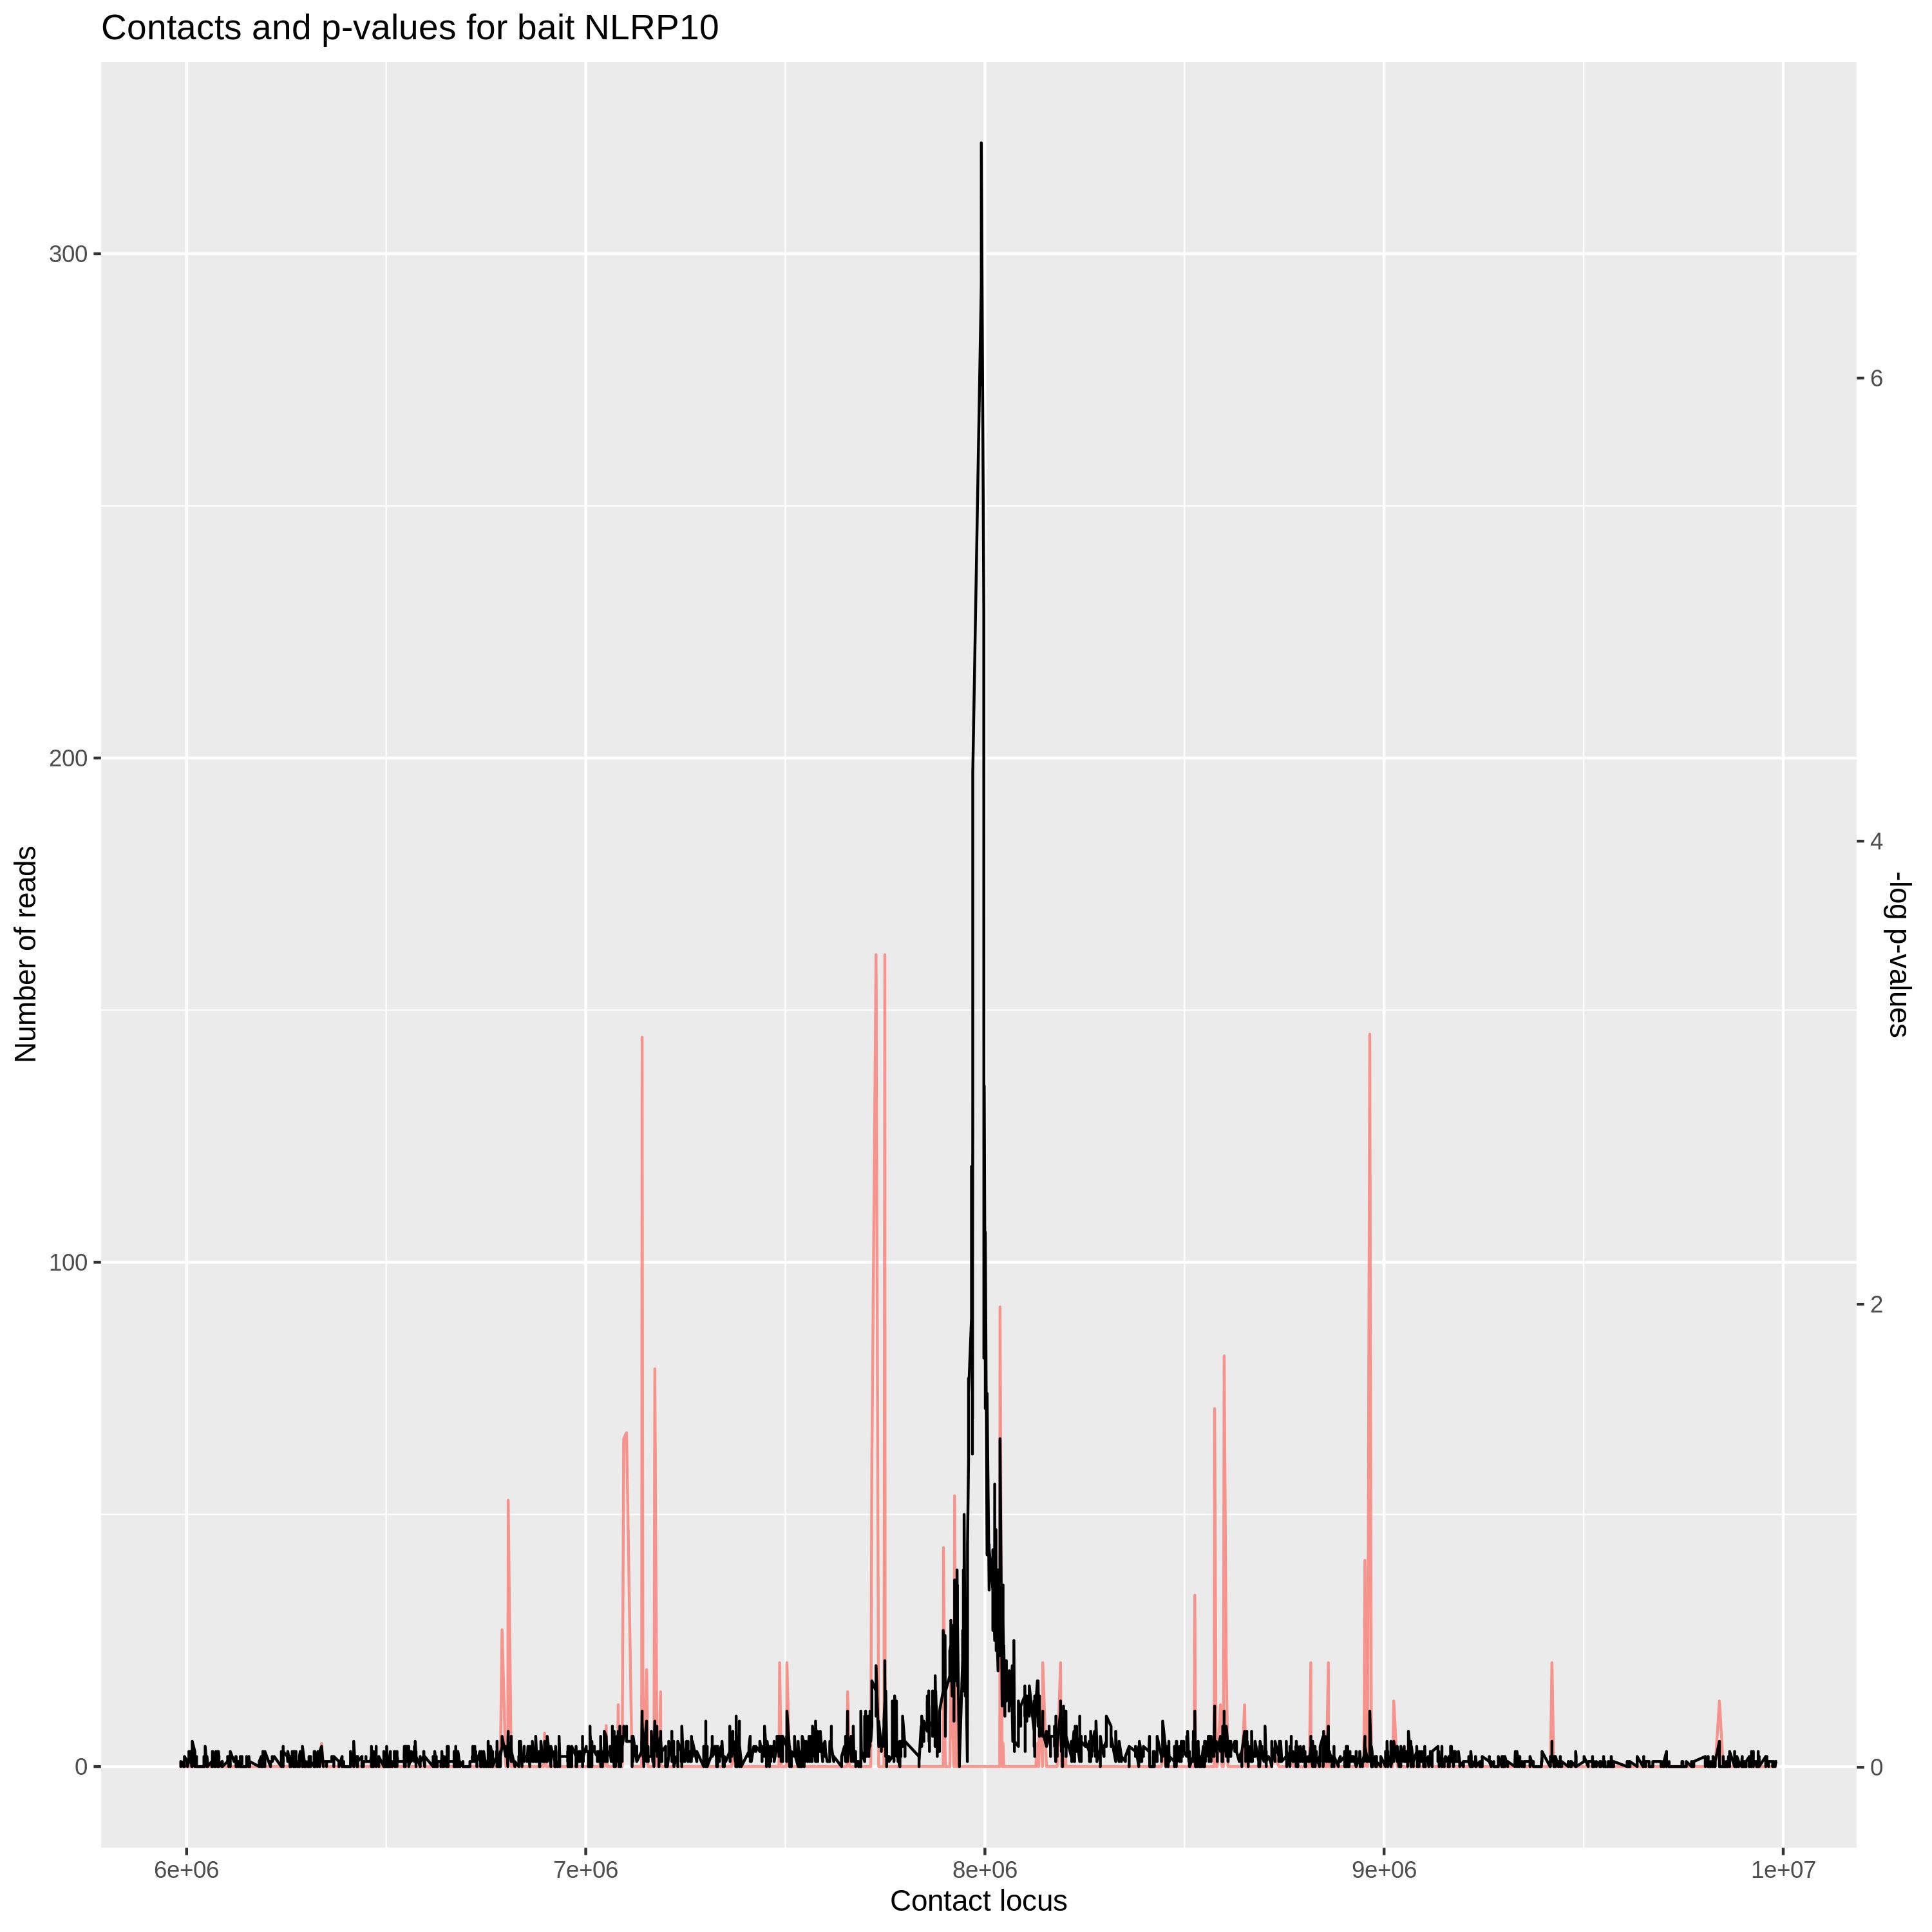 Contacts and p-values for bait NLRP10
Number of reads
300
200
100
0
6
4
2
0
-log p-values
6e+06 7e+06 8e+06 9e+06 1e+07
Contact locus